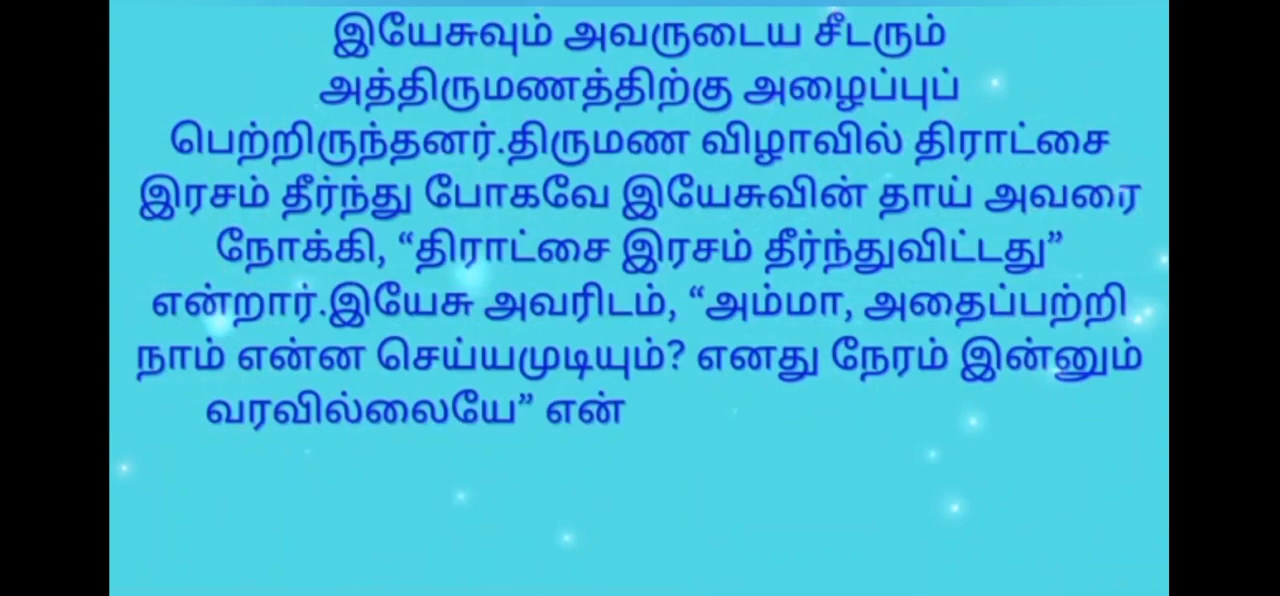 இயேசுவும் அவருடைய சீடரும்
அத்திருமணத்திற்கு அழைப்புப்
பெற்றிருந்தனர்.திருமண விழாவில் திராட்சை
இரசம் தீர்ந்து போகவே இயேசுவின் தாய் அவரை
நோக்கி, “திராட்சை இரசம் தீர்ந்துவிட்டது”
என்றார்.இயேசு அவரிடம், “அம்மா, அதைப்பற்றி
நாம் என்ன செய்யமுடியும்? எனது நேரம் இன்னும்
வரவில்லையே” என்